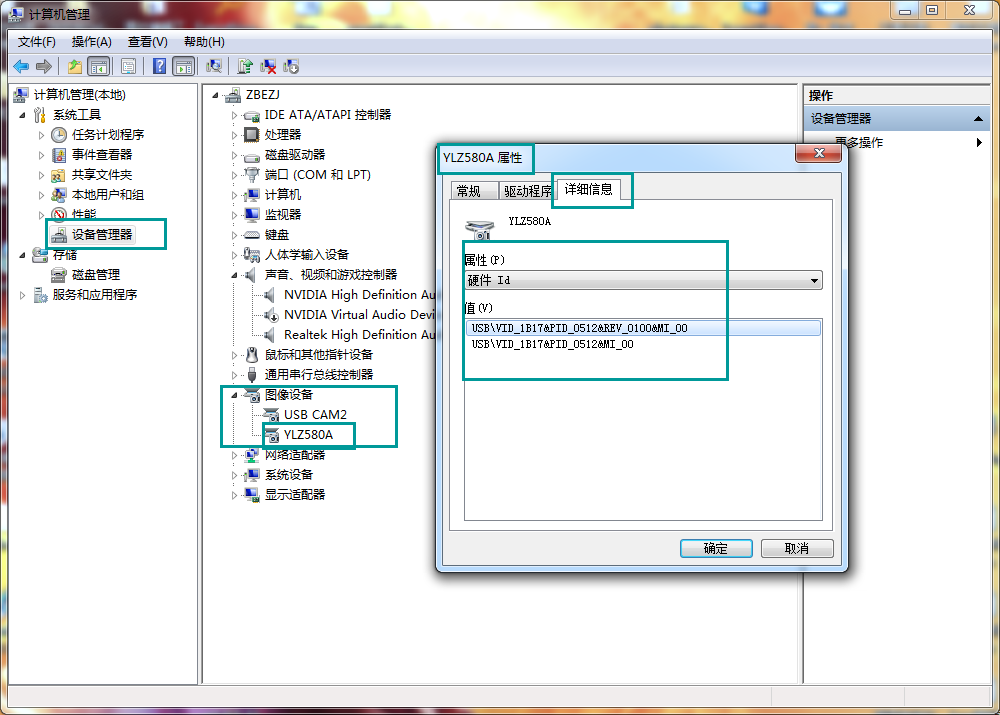 计算机管理
文件(F) 操作(A) 查看(V) 帮助(H)
计算机管理(本地)
系统工具
任务计划程序
事件查看器
共享文件夹
本地用户和组
性能
设备管理器
存储
磁盘管理
服务和应用程序
ZBEZJ
IDE ATA/ATAPI 控制器
处理器
磁盘驱动器
端口 (COM 和 LPT)
计算机
监视器
键盘
人体学输入设备
声音、视频和游戏控制器
NVIDIA High Definition Au
NVIDIA Virtual Audio Devi
Realtek High Definition Au
鼠标和其他指针设备
通用串行总线控制器
图像设备
USB CAM2
YLZ580A
网络适配器
系统设备
显示适配器
操作
设备管理器
更多操作
YLZ580A 属性
常规 驱动程序 详细信息
YLZ580A
属性(P)
硬件 Id
值(V)
USB\VID_1B17&PID_0512&REV_0100&MI_00
USB\VID_1B17&PID_0512&MI_00
确定 取消